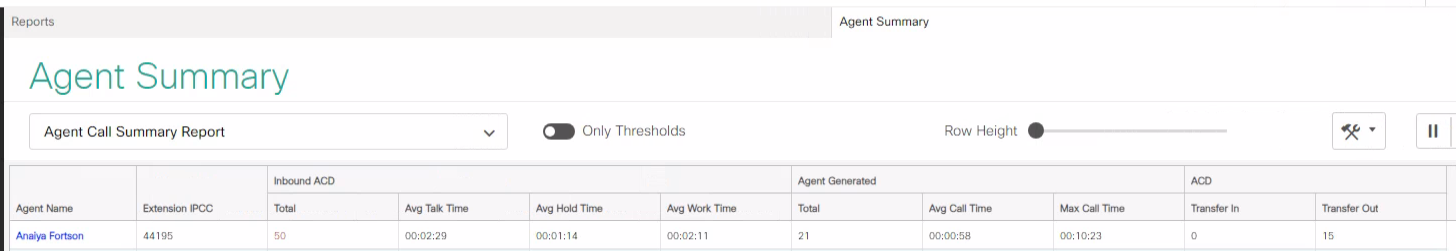 Reports Agent Summary
Agent Summary
Agent Call Summary Report Only Thresholds Row Height
Inbound ACD Agent Generated ACD
Agent Name Extension IPCC Total Avg Talk Time Avg Hold Time Avg Work Time Total Avg Call Time Max Call Time Transfer In Transfer Out
Anaiya Fortson 44195 50 00:02:29 00:01:14 00:02:11 21 00:00:58 00:10:23 0 15